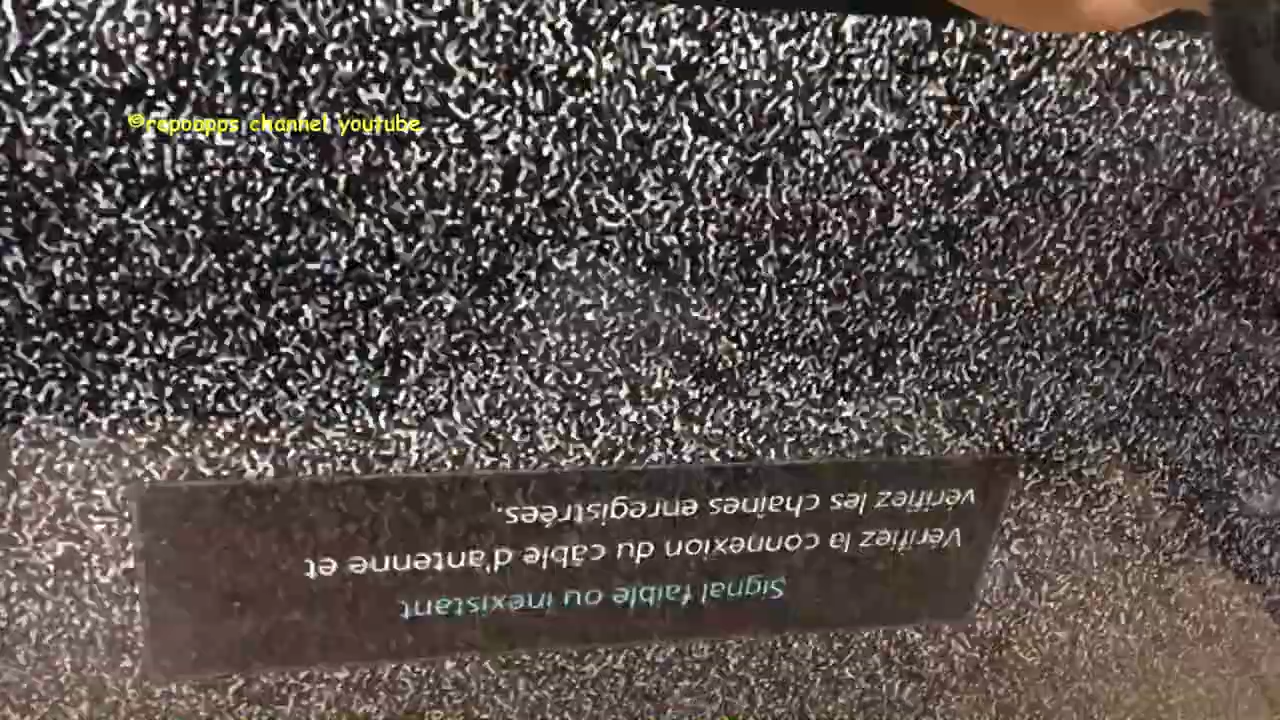 ©repoapps channel youtube
Signal faible ou inexistant
Vérifiez la connexion du câble d'antenne et
vérifiez les chaînes enregistrées.